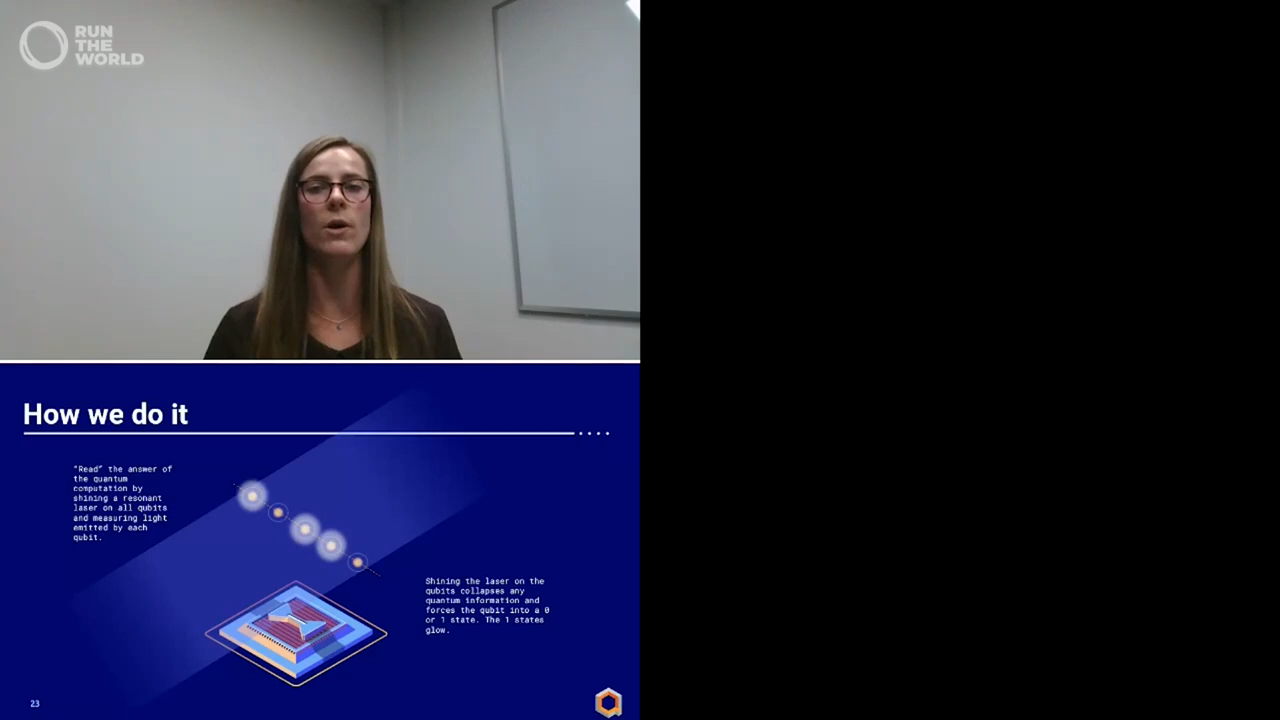 RUN
THE
WORLD
How we do it
"Read" the answer of
the quantum
computation by
shining a resonant
laser on all qubits
and measuring light
emitted by each
qubit.
Shining the laser on the
qubits collapses any
quantum information and
forces the qubit into a 0
or 1 state. The 1 states
glow.
23